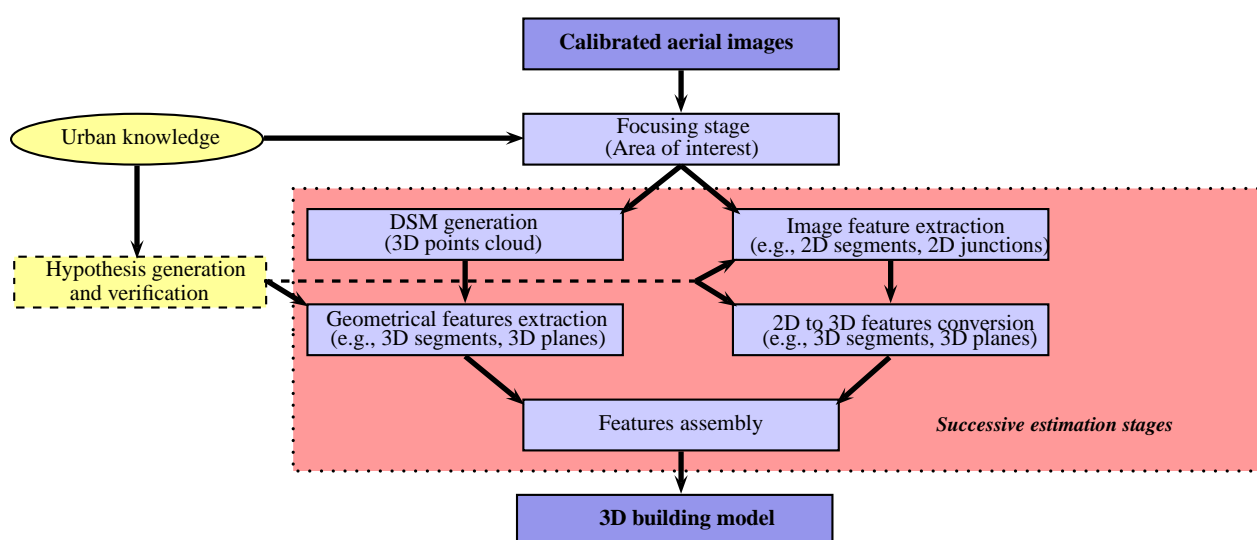 Calibrated aerial images
Urban knowledge
Focusing stage
(Area of interest)
DSM generation
(3D points cloud)
Image feature extraction
(e.g., 2D segments, 2D junctions)
Hypothesis generation
and verification
Geometrical features extraction
(e.g., 3D segments, 3D planes)
2D to 3D features conversion
(e.g., 3D segments, 3D planes)
Features assembly
Successive estimation stages
3D building model